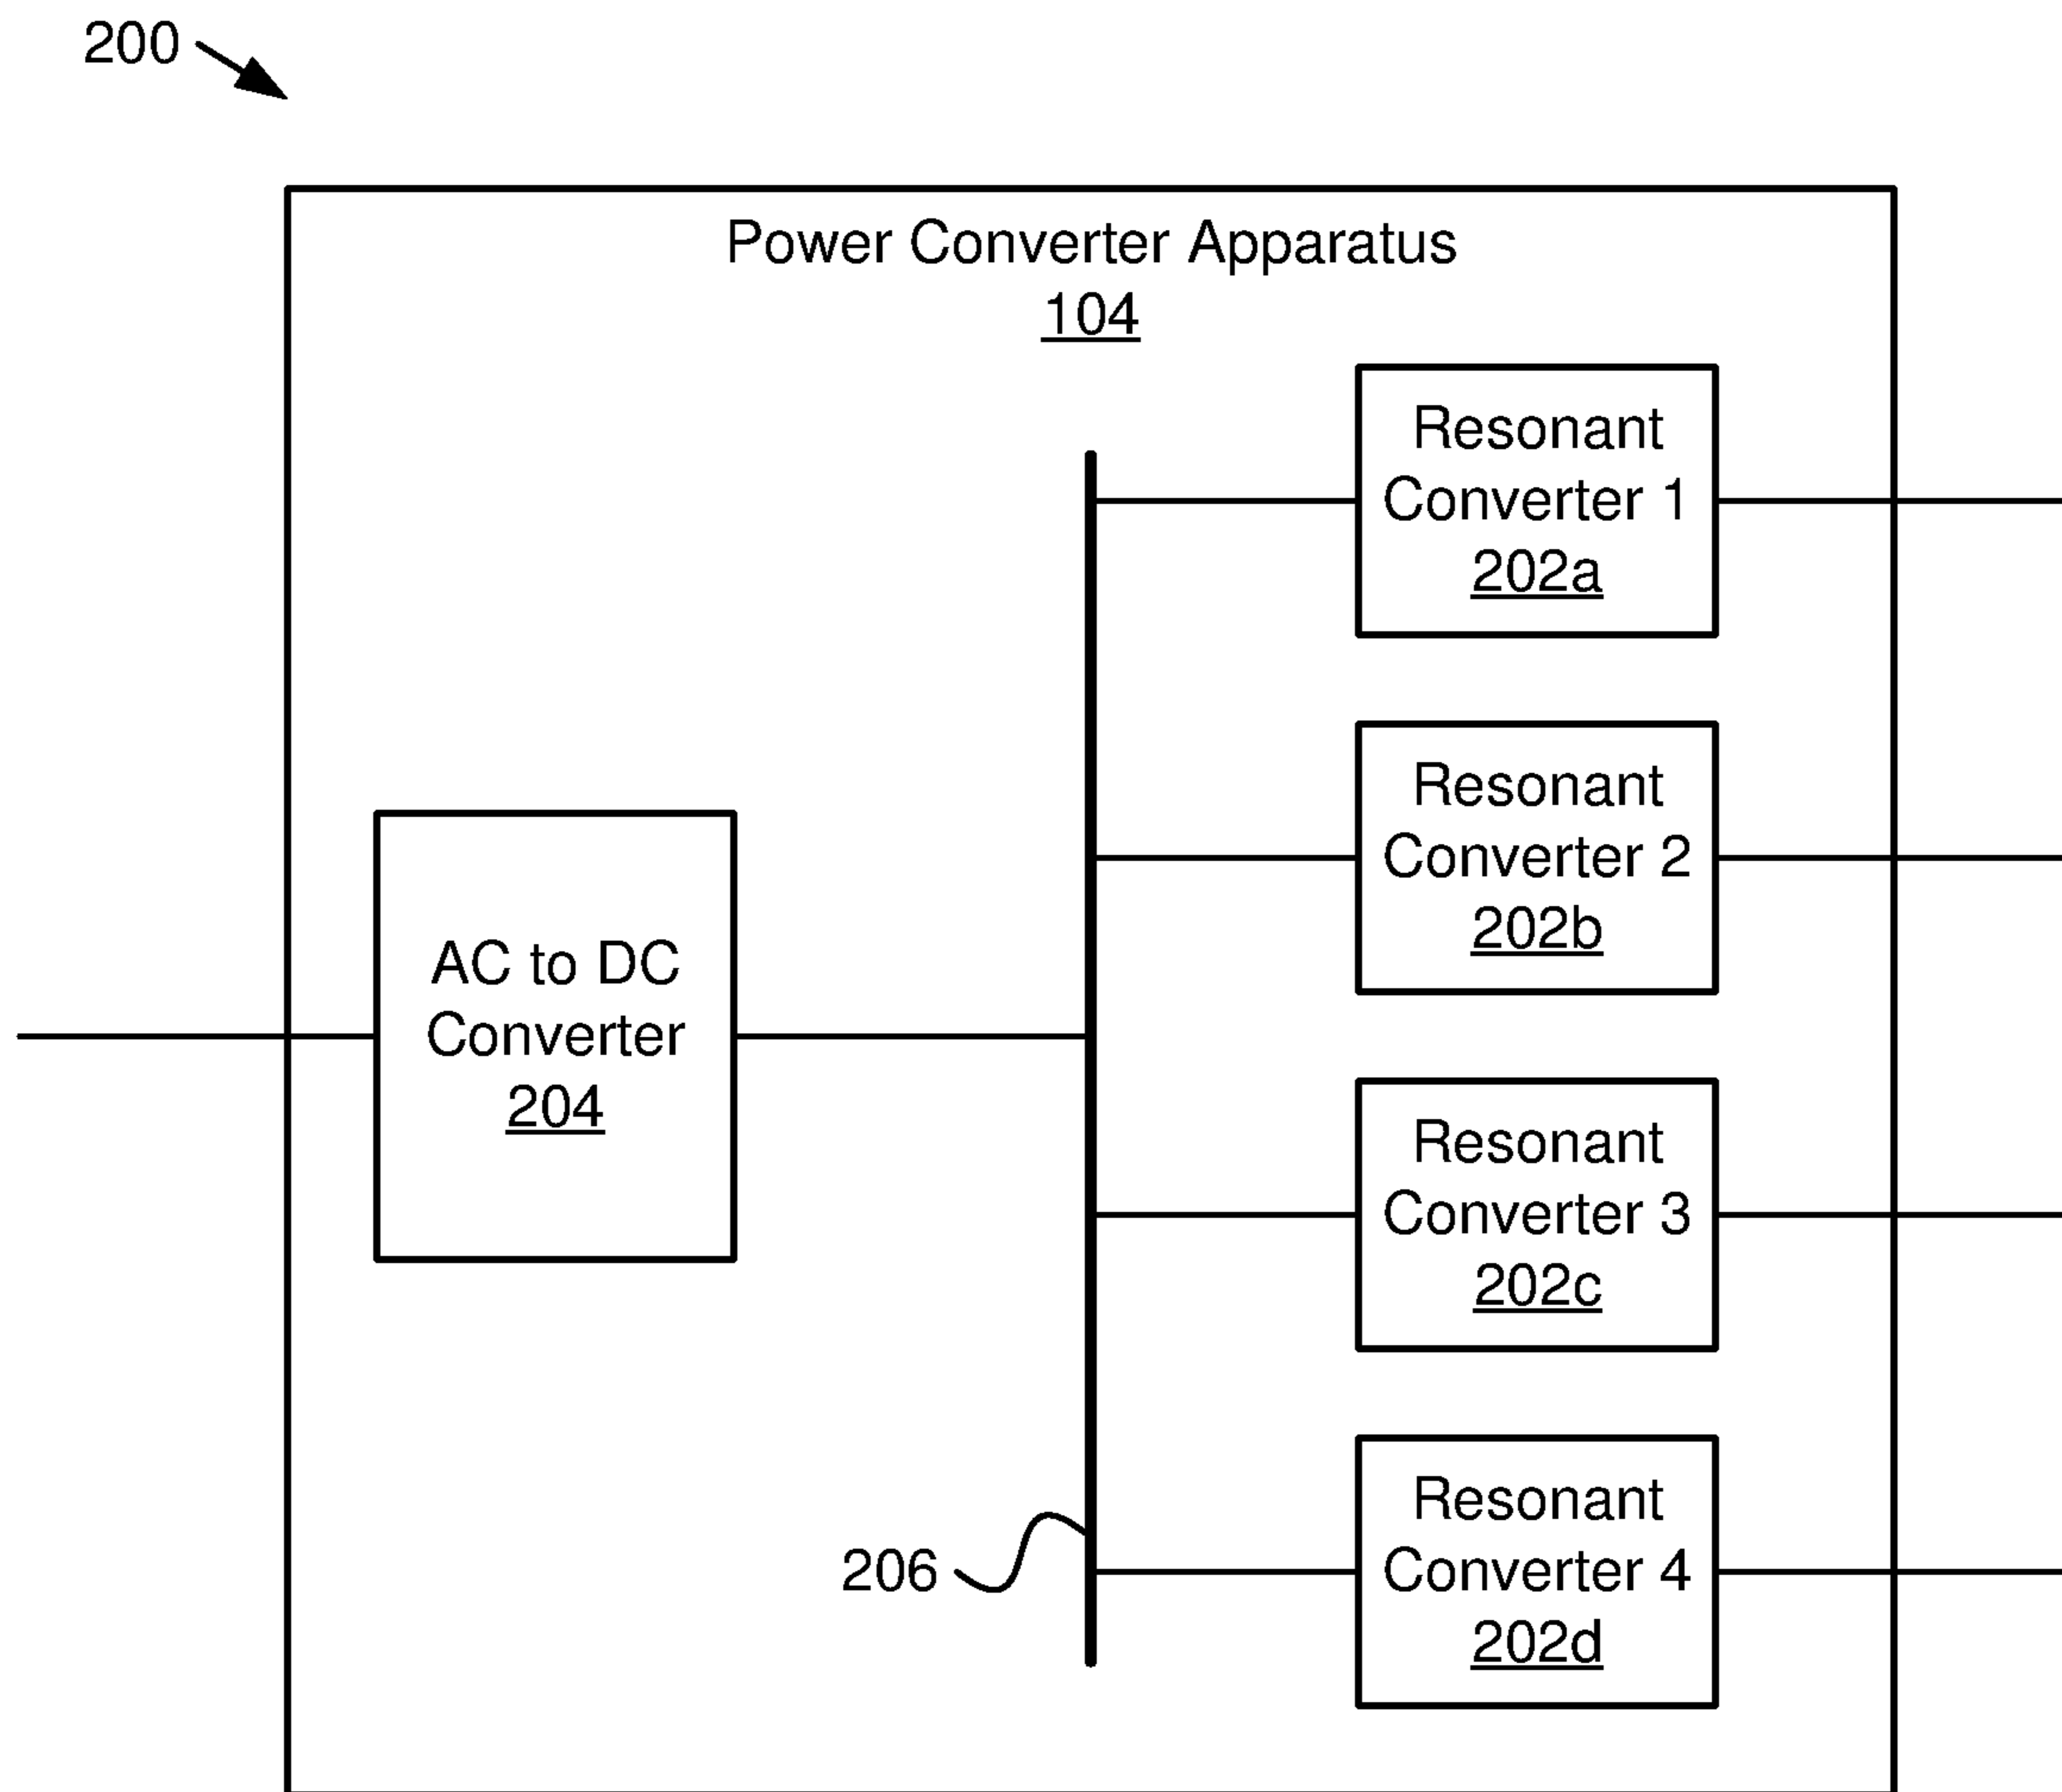 200
Power Converter Apparatus
104
Resonant
Converter 1
202a
Resonant
Converter 2
202b
AC to DC
Converter
204
Resonant
Converter 3
202c
Resonant
Converter 4
202d
206